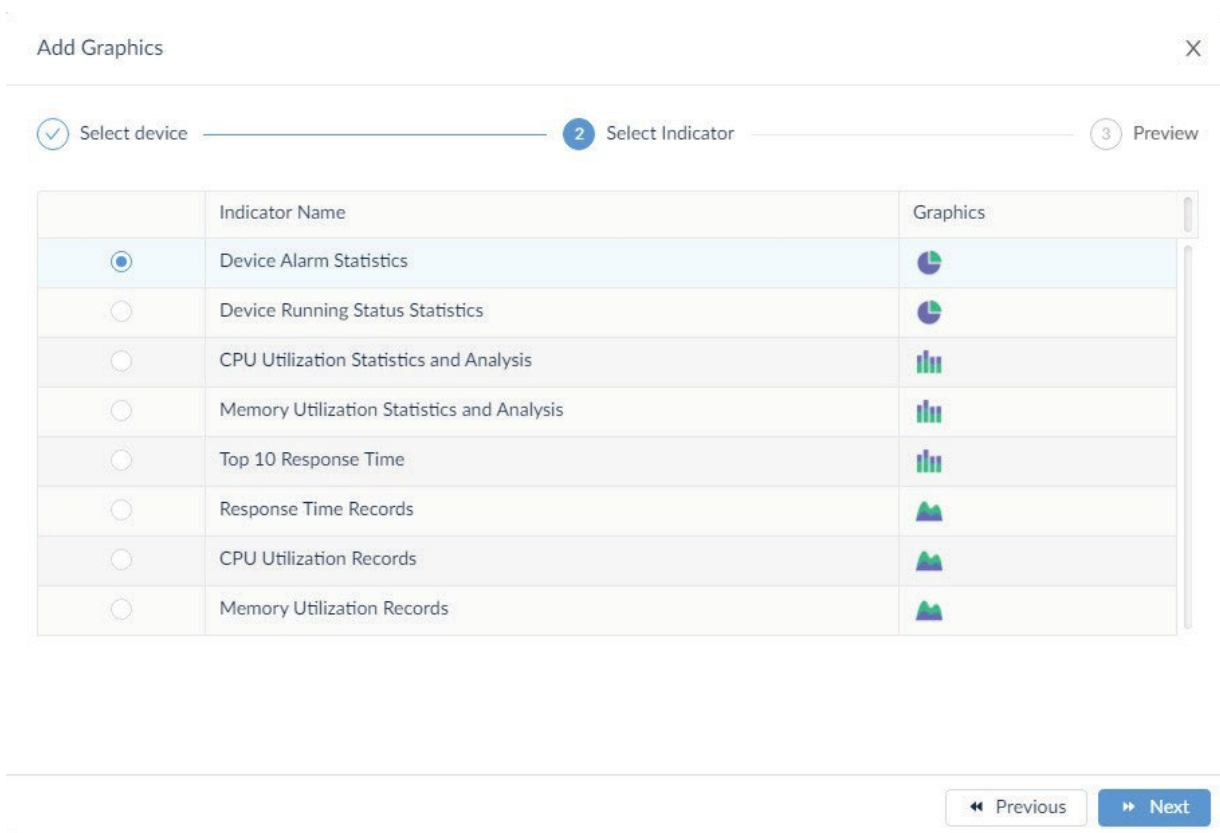 Add Graphics
X
Select device
2 Select Indicator
3 Preview
Indicator Name Graphics
Device Alarm Statistics
Device Running Status Statistics
CPU Utilization Statistics and Analysis
Memory Utilization Statistics and Analysis
Top 10 Response Time
Response Time Records
CPU Utilization Records
Memory Utilization Records
Previous
Next